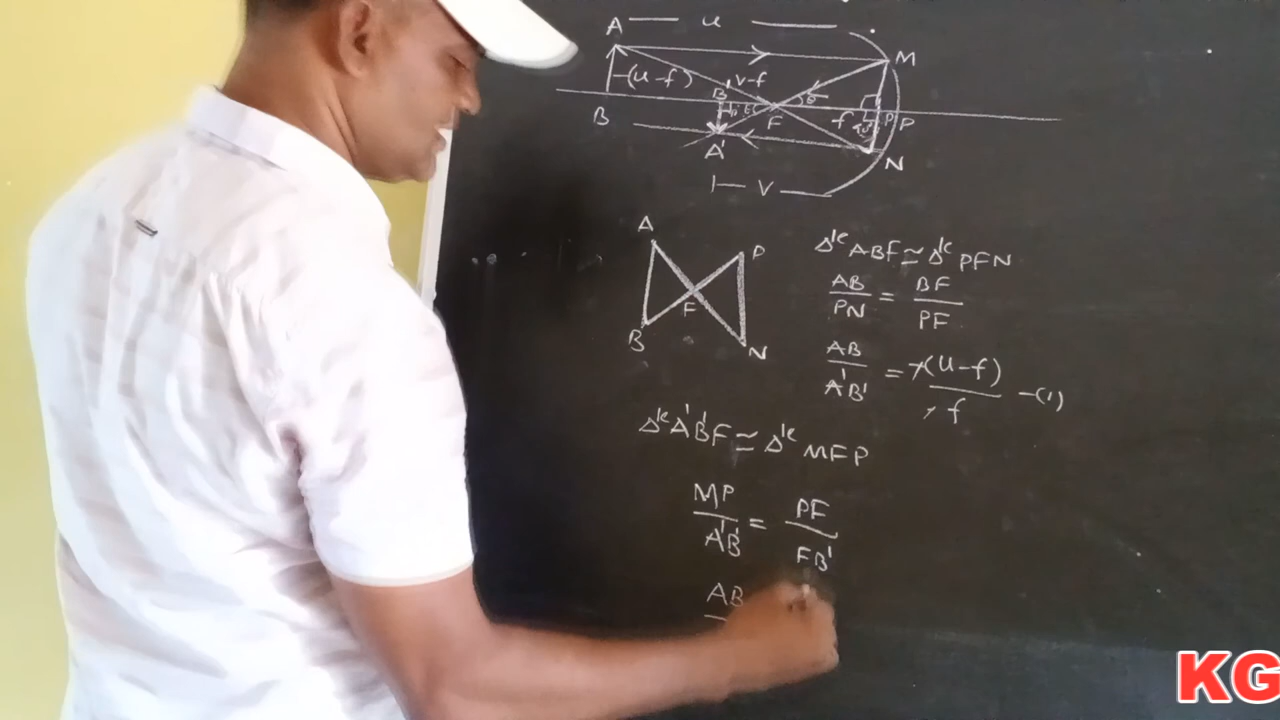 A — u —
M
-(u-f) B' v-f
θ
F f P
B
A'
N
— v —
A
P
F
B
N
Δle ABF ≃ Δle PFN
AB/PN = BF/PF
AB/A'B' = -(u-f)/-f -(1)
Δle A'B'F ≃ Δle MFP
MP/A'B' = PF/FB'
AB
KG